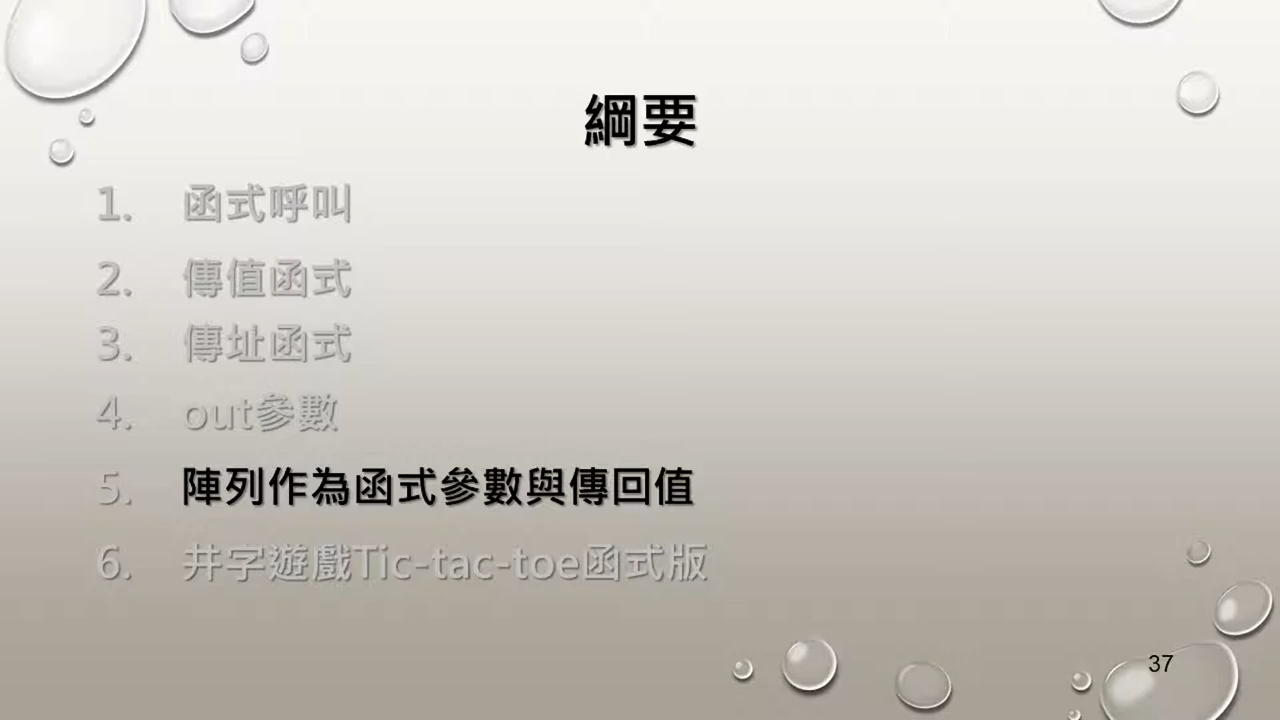 綱要
1. 函式呼叫
2. 傳值函式
3. 傳址函式
4. out參數
5. 陣列作為函式參數與傳回值
6. 井字遊戲Tic-tac-toe函式版
37